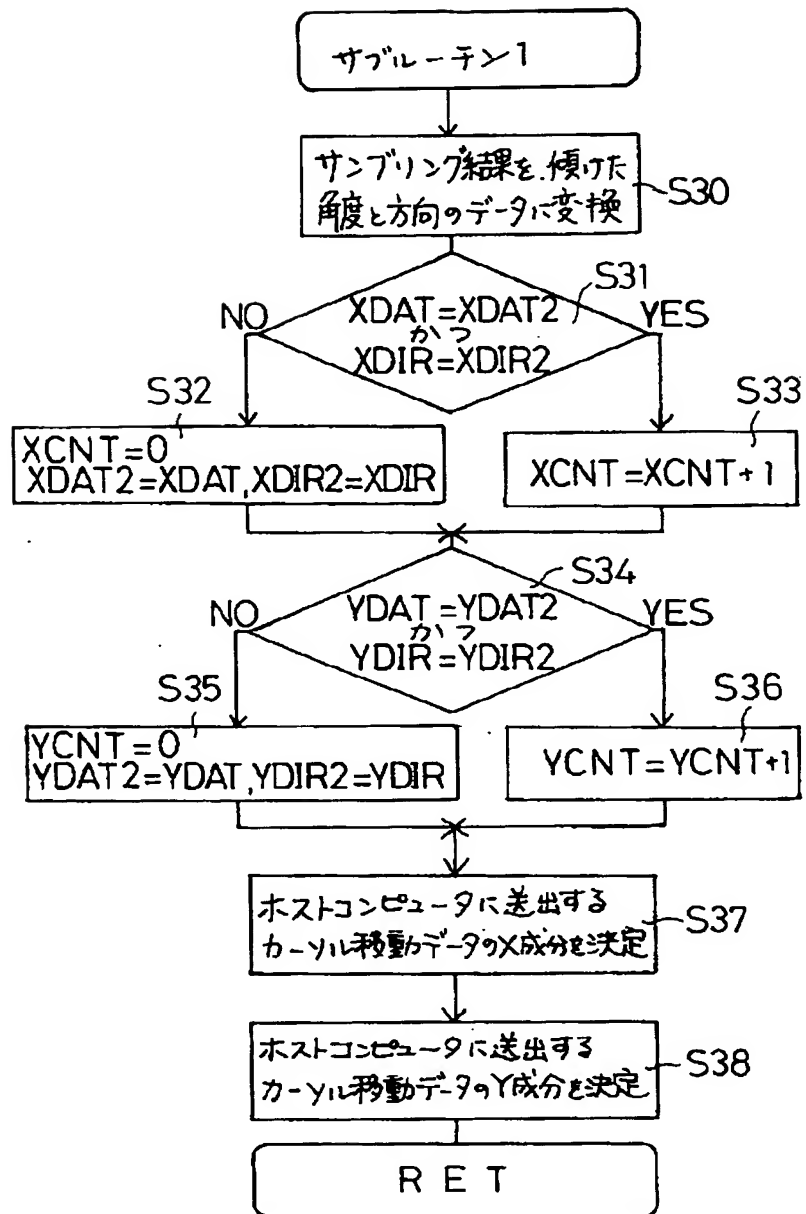 サブルーチン1
サンプリング結果を、傾けた
角度と方向のデータに変換
S30
S31
NO
XDAT=XDAT2
かつ
XDIR=XDIR2
YES
S32
XCNT=0
XDAT2=XDAT,XDIR2=XDIR
S33
XCNT=XCNT+1
S34
NO
YDAT=YDAT2
かつ
YDIR=YDIR2
YES
S35
YCNT=0
YDAT2=YDAT,YDIR2=YDIR
S36
YCNT=YCNT+1
ホストコンピュータに送出する
カーソル移動データのX成分を決定
S37
ホストコンピュータに送出する
カーソル移動データのY成分を決定
S38
RET